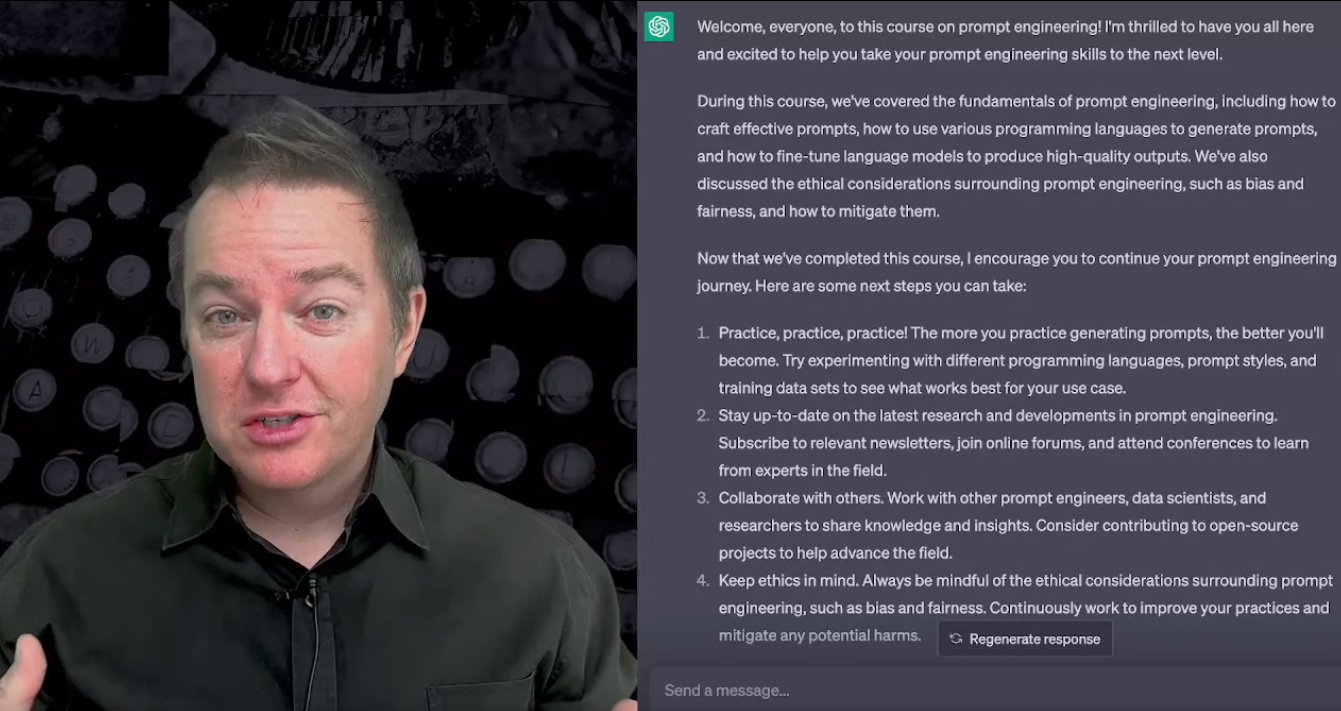 Welcome, everyone, to this course on prompt engineering! I'm thrilled to have you all here
and excited to help you take your prompt engineering skills to the next level.
During this course, we've covered the fundamentals of prompt engineering, including how to
craft effective prompts, how to use various programming languages to generate prompts,
and how to fine-tune language models to produce high-quality outputs. We've also
discussed the ethical considerations surrounding prompt engineering, such as bias and
fairness, and how to mitigate them.
Now that we've completed this course, I encourage you to continue your prompt engineering
journey. Here are some next steps you can take:
1. Practice, practice, practice! The more you practice generating prompts, the better you'll
become. Try experimenting with different programming languages, prompt styles, and
training data sets to see what works best for your use case.
2. Stay up-to-date on the latest research and developments in prompt engineering.
Subscribe to relevant newsletters, join online forums, and attend conferences to learn
from experts in the field.
3. Collaborate with others. Work with other prompt engineers, data scientists, and
researchers to share knowledge and insights. Consider contributing to open-source
projects to help advance the field.
4. Keep ethics in mind. Always be mindful of the ethical considerations surrounding prompt
engineering, such as bias and fairness. Continuously work to improve your practices and
mitigate any potential harms.
Regenerate response
Send a message...